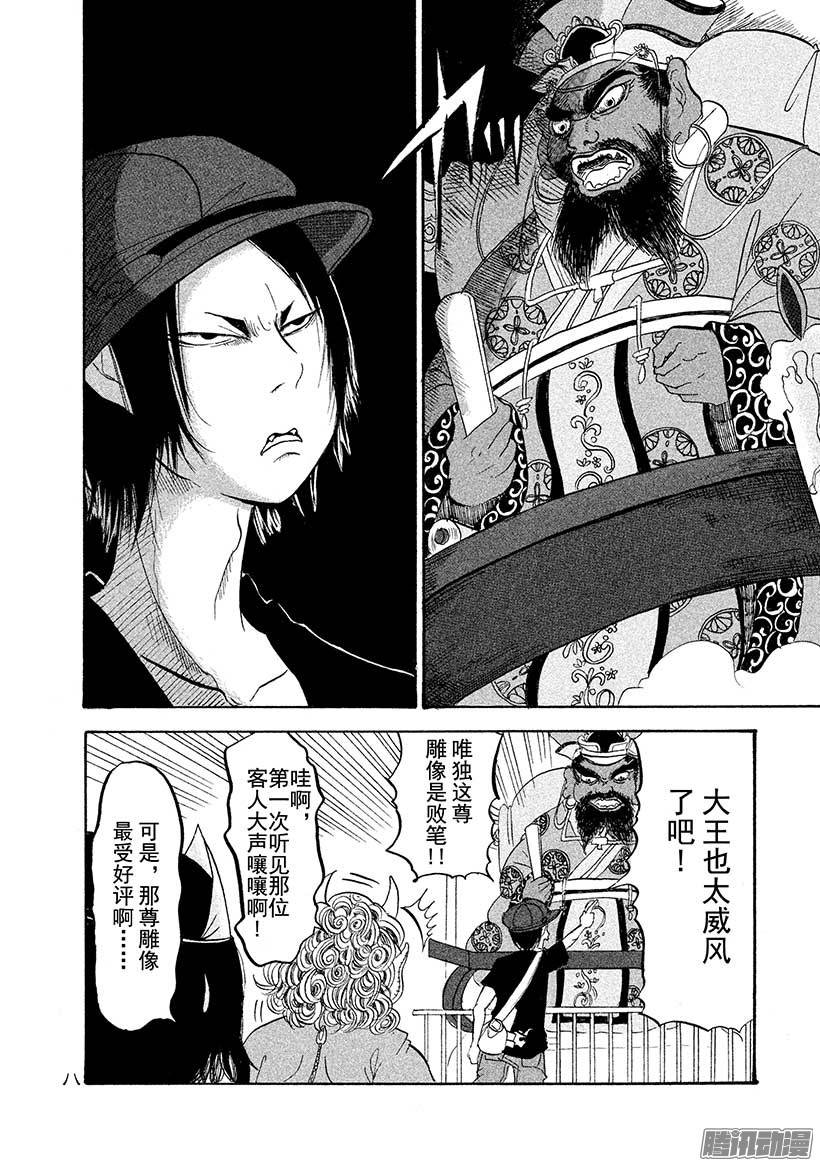 大王也太威风
了吧！
唯独这尊
雕像是败笔!!
哇啊，
第一次听见那位
客人大声嚷嚷啊！
可是，那尊雕像
最受好评啊……
八
腾讯动漫